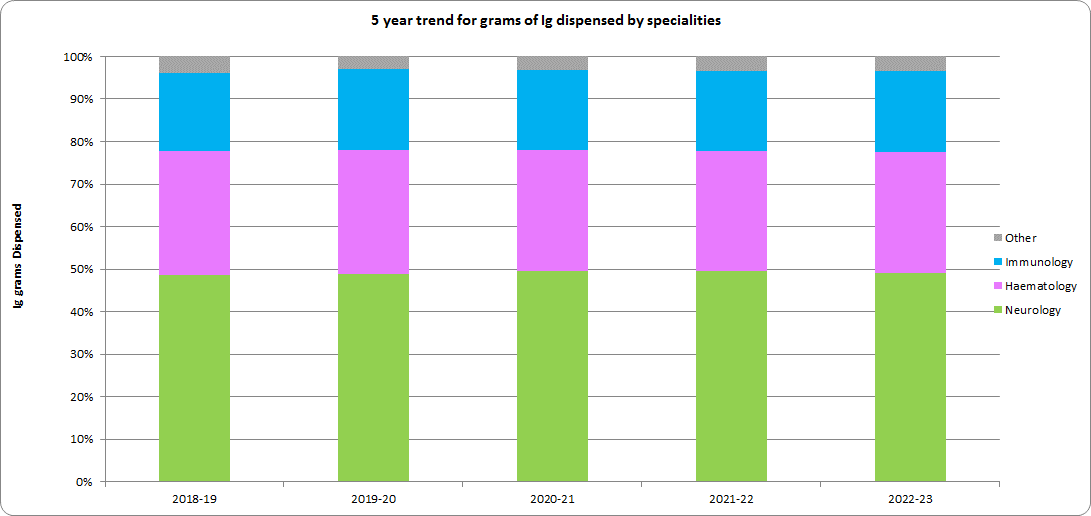 5 year trend for grams of Ig dispensed by specialities
100%
90%
80%
70%
60%
50%
40%
30%
20%
10%
0%
Ig grams Dispensed
2018-19 2019-20 2020-21 2021-22 2022-23
Other
Immunology
Haematology
Neurology